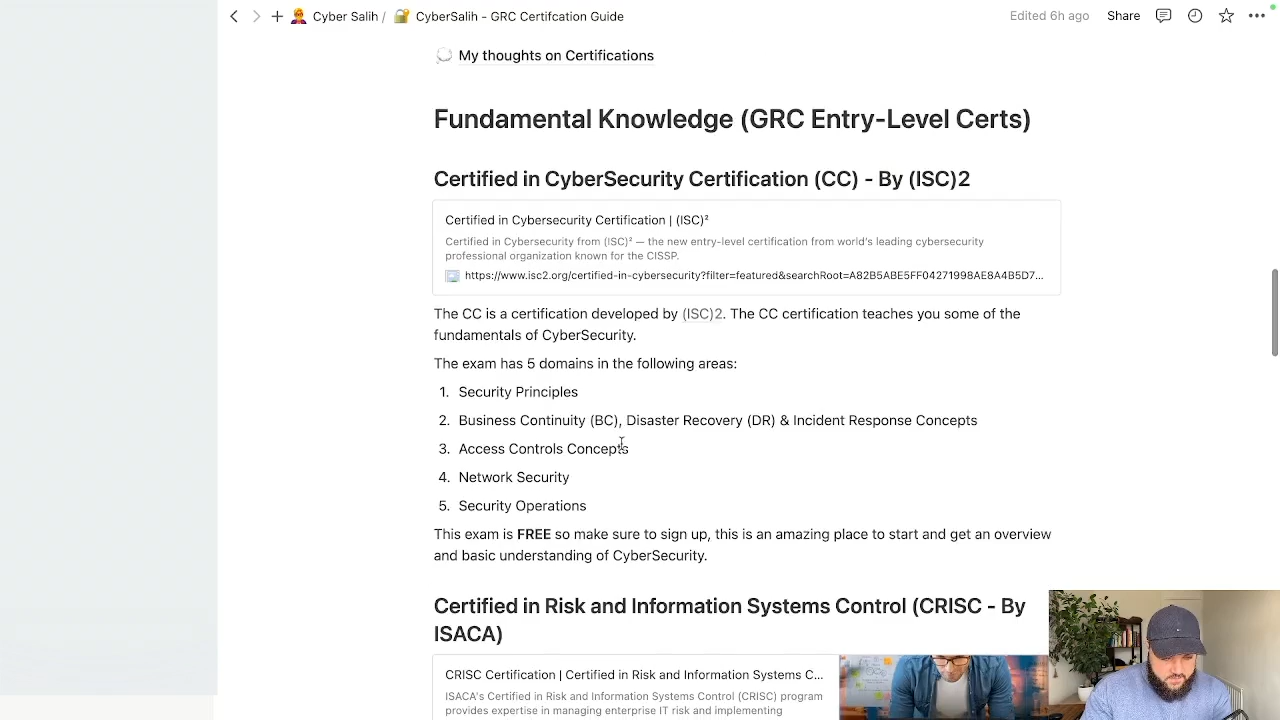 Cyber Salih / CyberSalih - GRC Certifcation Guide
Edited 6h ago Share
My thoughts on Certifications
Fundamental Knowledge (GRC Entry-Level Certs)
Certified in CyberSecurity Certification (CC) - By (ISC)2
Certified in Cybersecurity Certification | (ISC)²
Certified in Cybersecurity from (ISC)² — the new entry-level certification from world's leading cybersecurity
professional organization known for the CISSP.
https://www.isc2.org/certified-in-cybersecurity?filter=featured&searchRoot=A82B5ABE5FF04271998AE8A4B5D7...
The CC is a certification developed by (ISC)2. The CC certification teaches you some of the
fundamentals of CyberSecurity.
The exam has 5 domains in the following areas:
1. Security Principles
2. Business Continuity (BC), Disaster Recovery (DR) & Incident Response Concepts
3. Access Controls Concepts
4. Network Security
5. Security Operations
This exam is FREE so make sure to sign up, this is an amazing place to start and get an overview
and basic understanding of CyberSecurity.
Certified in Risk and Information Systems Control (CRISC - By
ISACA)
CRISC Certification | Certified in Risk and Information Systems C...
ISACA's Certified in Risk and Information Systems Control (CRISC) program
provides expertise in managing enterprise IT risk and implementing